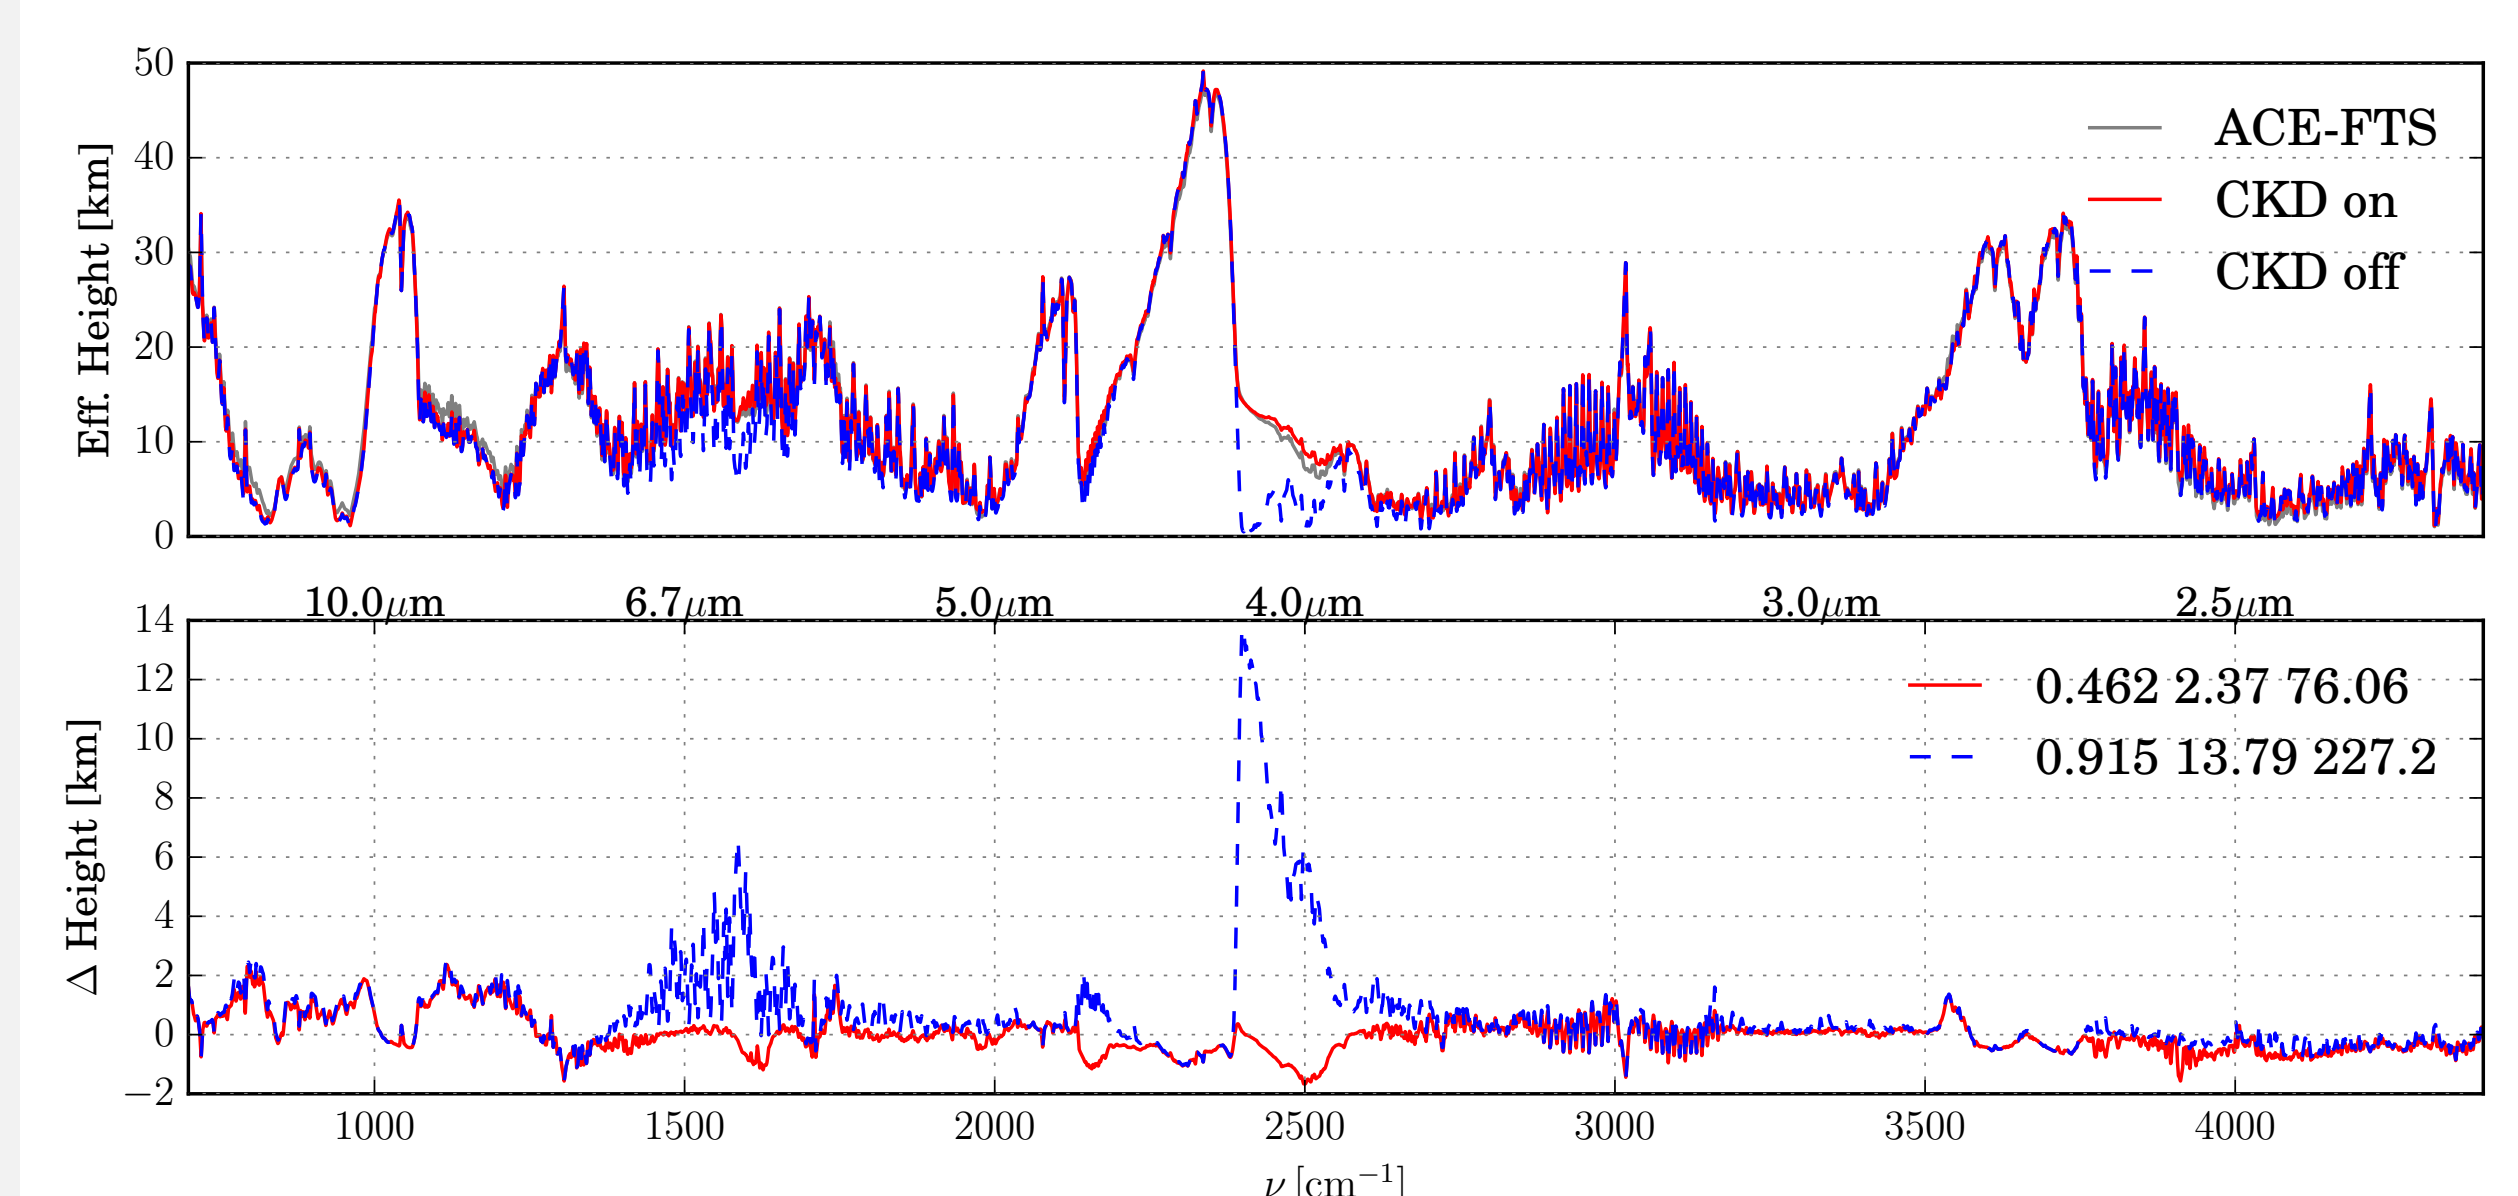 50
40
30
20
10
0
Eff. Height [km]
ACE-FTS
CKD on
CKD off
10.0μm 6.7μm 5.0μm 4.0μm 3.0μm 2.5μm
14
12
10
8
6
4
2
0
−2
Δ Height [km]
0.462 2.37 76.06
0.915 13.79 227.2
1000 1500 2000 2500 3000 3500 4000
ν [cm⁻¹]